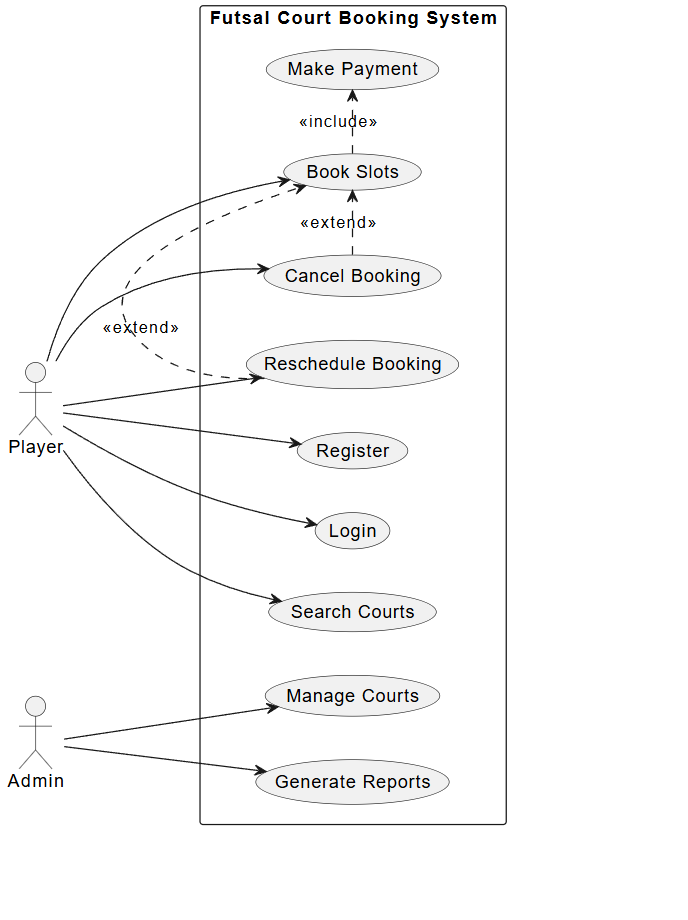 Futsal Court Booking System
Make Payment
«include»
Book Slots
«extend»
Cancel Booking
«extend»
Reschedule Booking
Player
Register
Login
Search Courts
Manage Courts
Admin
Generate Reports